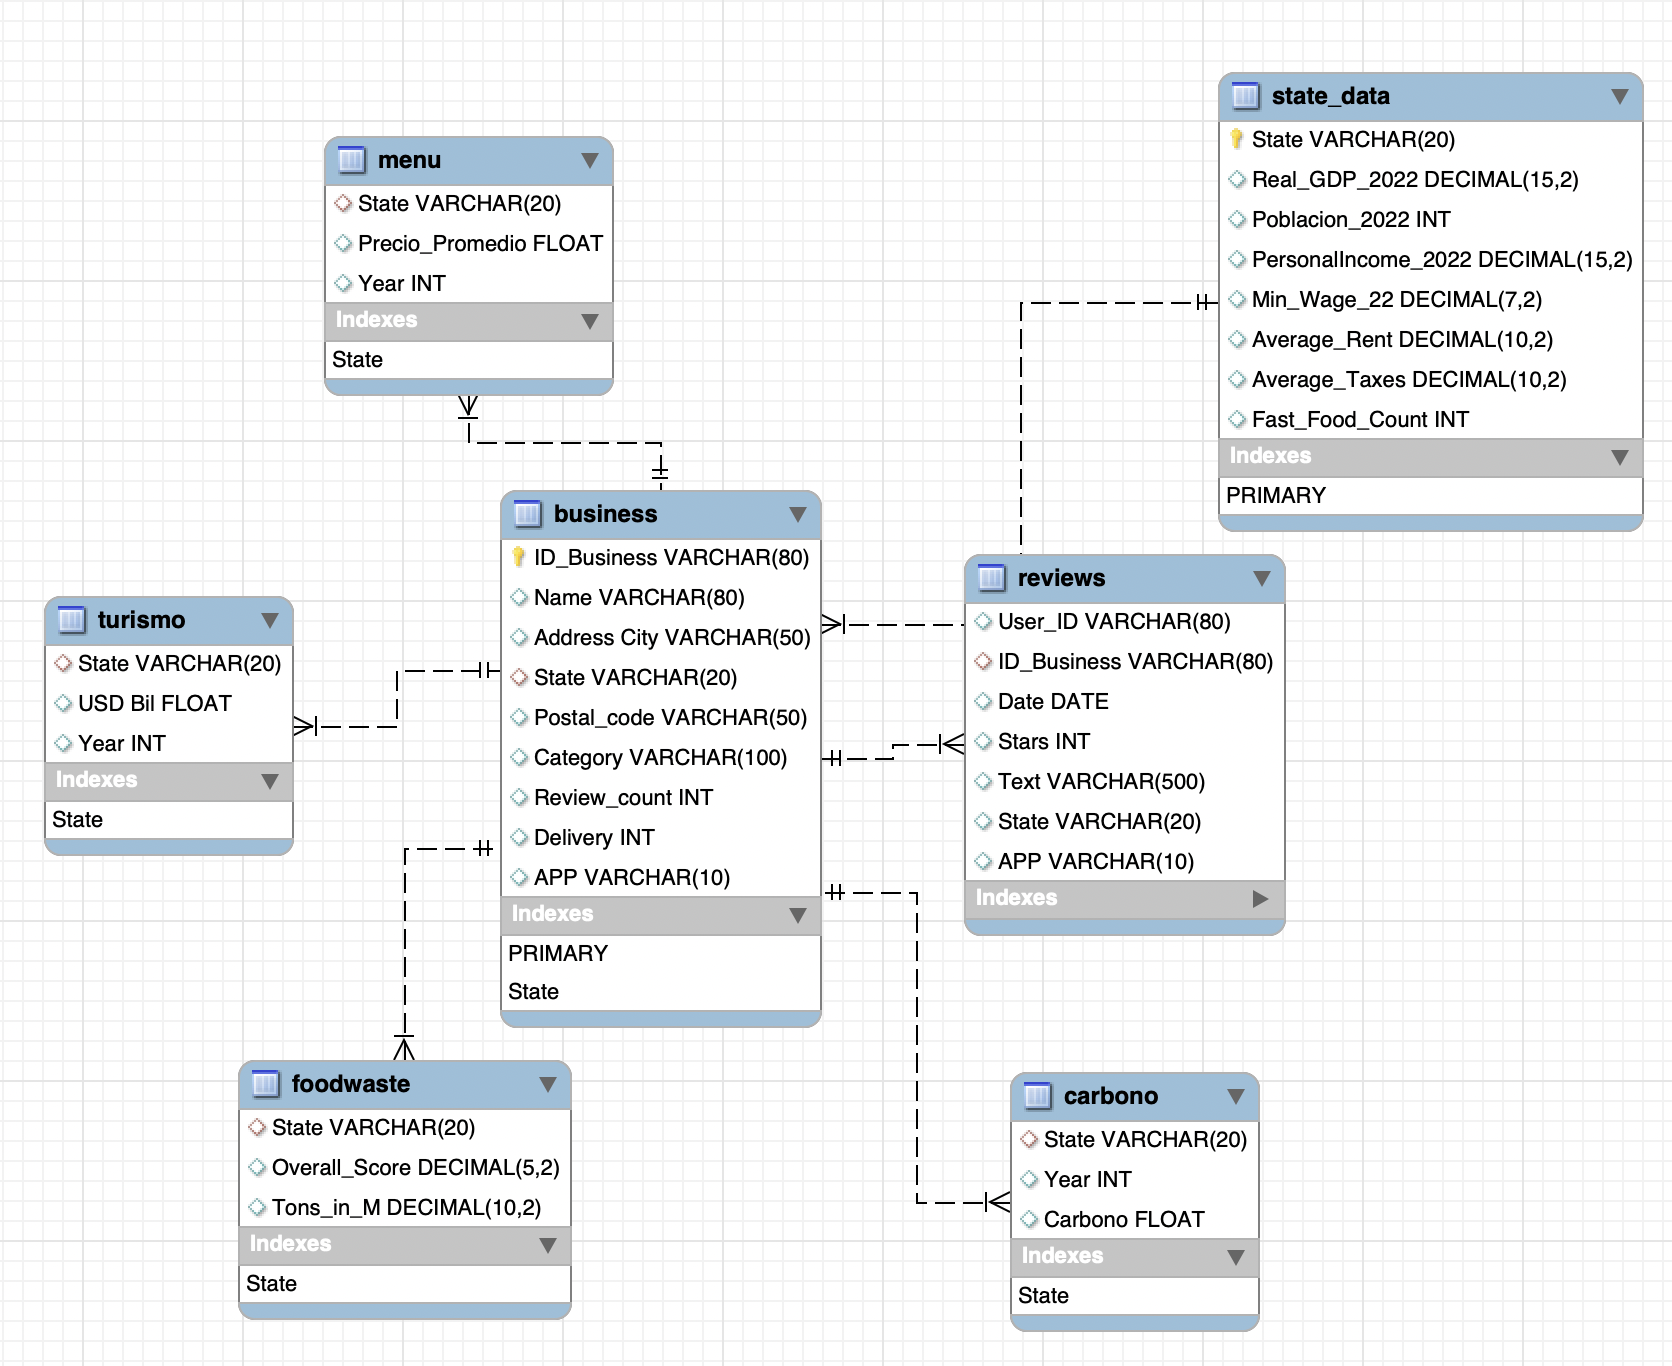 menu
State VARCHAR(20)
Precio_Promedio FLOAT
Year INT
Indexes
State
state_data
State VARCHAR(20)
Real_GDP_2022 DECIMAL(15,2)
Poblacion_2022 INT
PersonalIncome_2022 DECIMAL(15,2)
Min_Wage_22 DECIMAL(7,2)
Average_Rent DECIMAL(10,2)
Average_Taxes DECIMAL(10,2)
Fast_Food_Count INT
Indexes
PRIMARY
business
ID_Business VARCHAR(80)
Name VARCHAR(80)
Address City VARCHAR(50)
State VARCHAR(20)
Postal_code VARCHAR(50)
Category VARCHAR(100)
Review_count INT
Delivery INT
APP VARCHAR(10)
Indexes
PRIMARY
State
reviews
User_ID VARCHAR(80)
ID_Business VARCHAR(80)
Date DATE
Stars INT
Text VARCHAR(500)
State VARCHAR(20)
APP VARCHAR(10)
Indexes
turismo
State VARCHAR(20)
USD Bil FLOAT
Year INT
Indexes
State
foodwaste
State VARCHAR(20)
Overall_Score DECIMAL(5,2)
Tons_in_M DECIMAL(10,2)
Indexes
State
carbono
State VARCHAR(20)
Year INT
Carbono FLOAT
Indexes
State